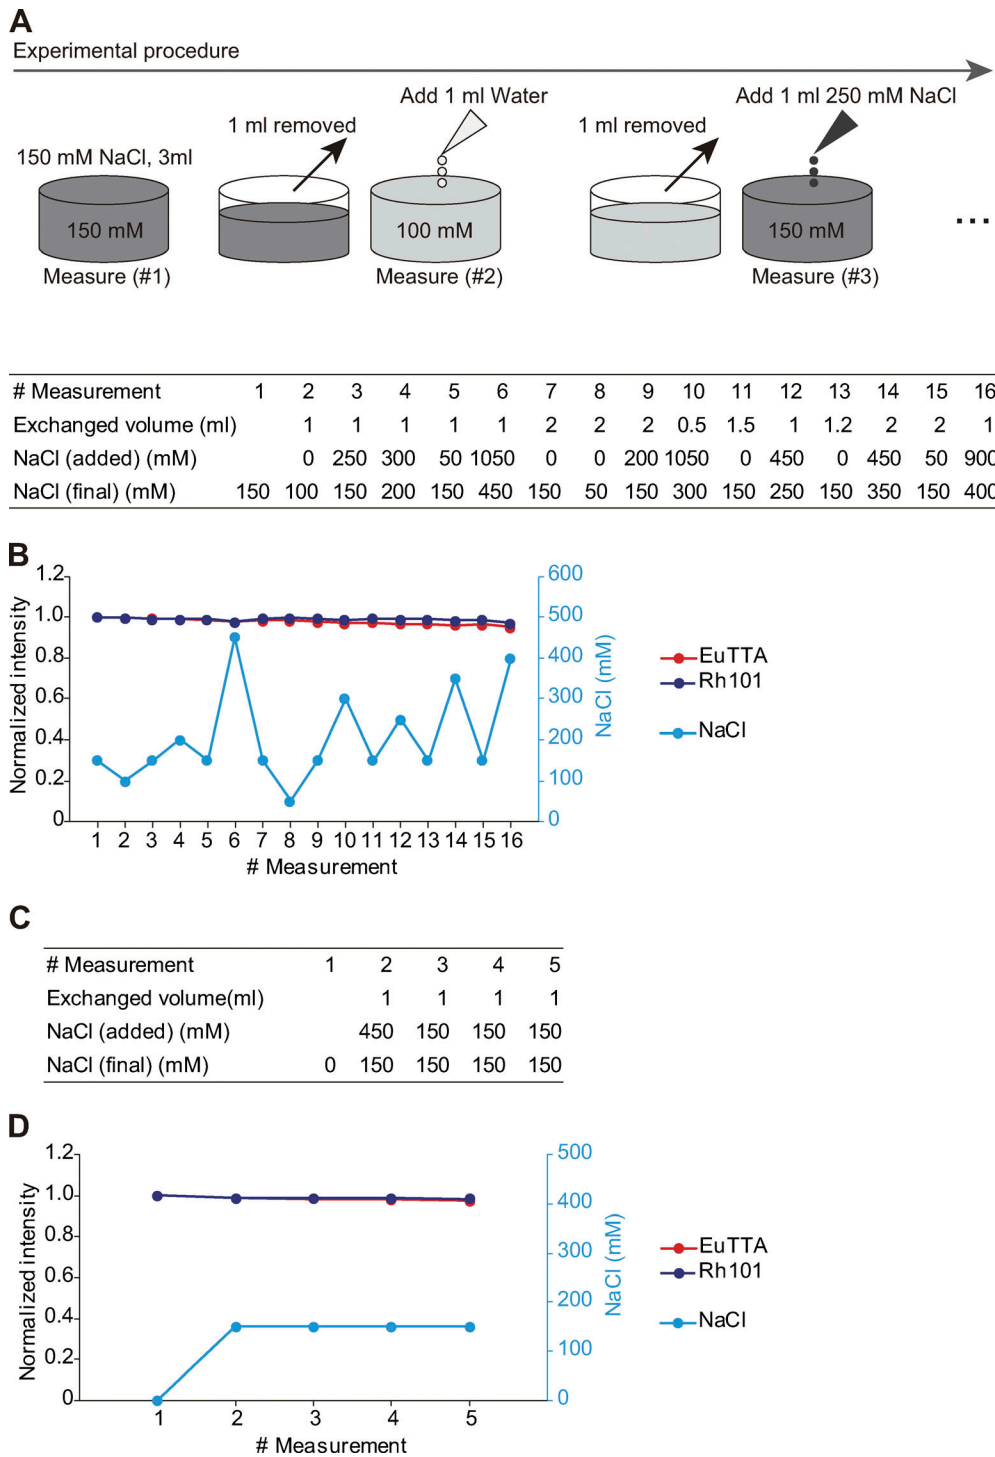 A
Experimental procedure
Add 1 ml Water
Add 1 ml 250 mM NaCl
1 ml removed
1 ml removed
150 mM NaCl, 3ml
150 mM
100 mM
150 mM
...
Measure (#1)
Measure (#2)
Measure (#3)
# Measurement 1 2 3 4 5 6 7 8 9 10 11 12 13 14 15 16
Exchanged volume (ml) 1 1 1 1 1 2 2 2 0.5 1.5 1 1.2 2 2 1
NaCl (added) (mM) 0 250 300 50 1050 0 0 200 1050 0 450 0 450 50 900
NaCl (final) (mM) 150 100 150 200 150 450 150 50 150 300 150 250 150 350 150 400
B
Normalized intensity
1.2
1.0
0.8
0.6
0.4
0.2
0
600
500
400
300
200
100
0
NaCl (mM)
EuTTA
Rh101
NaCl
1 2 3 4 5 6 7 8 9 10 11 12 13 14 15 16
# Measurement
C
# Measurement 1 2 3 4 5
Exchanged volume(ml) 1 1 1 1
NaCl (added) (mM) 450 150 150 150
NaCl (final) (mM) 0 150 150 150 150
D
Normalized intensity
1.2
1.0
0.8
0.6
0.4
0.2
0
500
400
300
200
100
0
NaCl (mM)
EuTTA
Rh101
NaCl
1 2 3 4 5
# Measurement